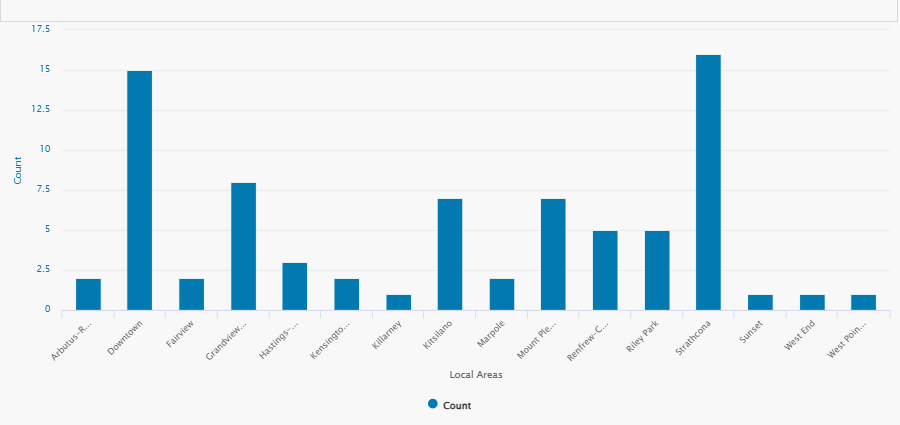 17.5
15
12.5
10
7.5
5
2.5
0
Count
Arbutus-R...
Downtown
Fairview
Grandview...
Hastings-...
Kensingto...
Killarney
Kitsilano
Marpole
Mount Ple...
Renfrew-C...
Riley Park
Strathcona
Sunset
West End
West Poin...
Local Areas
Count